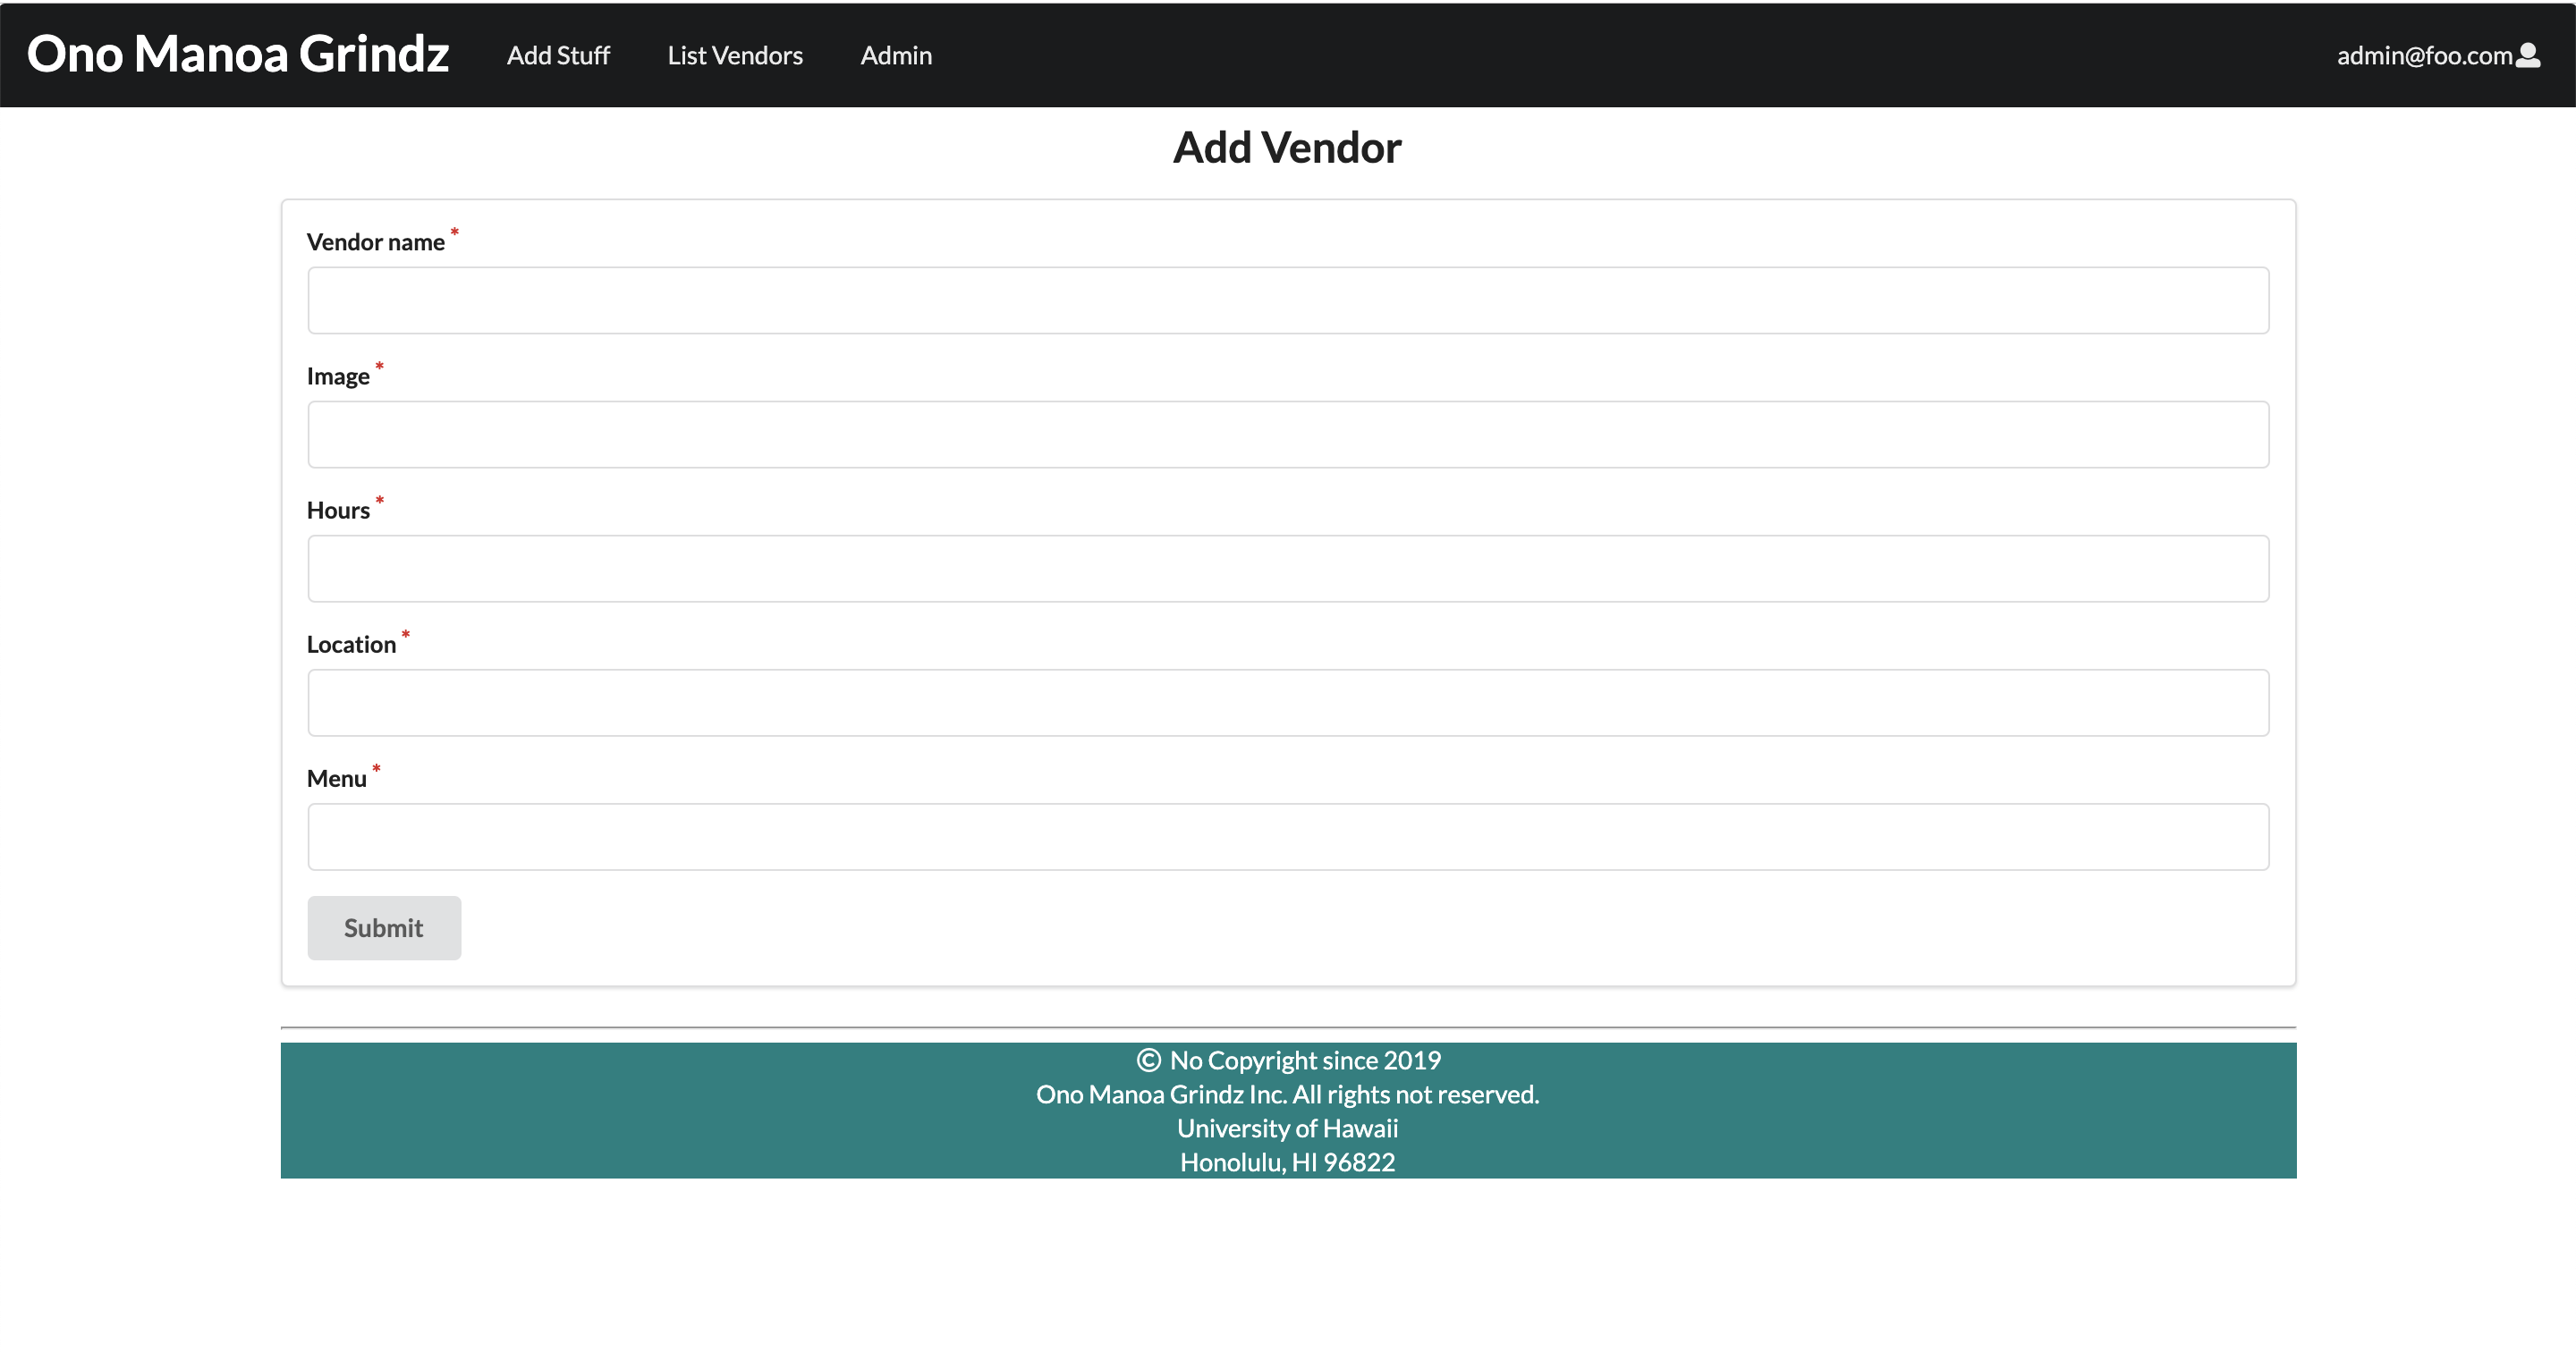 Ono Manoa Grindz Add Stuff List Vendors Admin admin@foo.com
Add Vendor
Vendor name *
Image *
Hours *
Location *
Menu *
Submit
© No Copyright since 2019
Ono Manoa Grindz Inc. All rights not reserved.
University of Hawaii
Honolulu, HI 96822